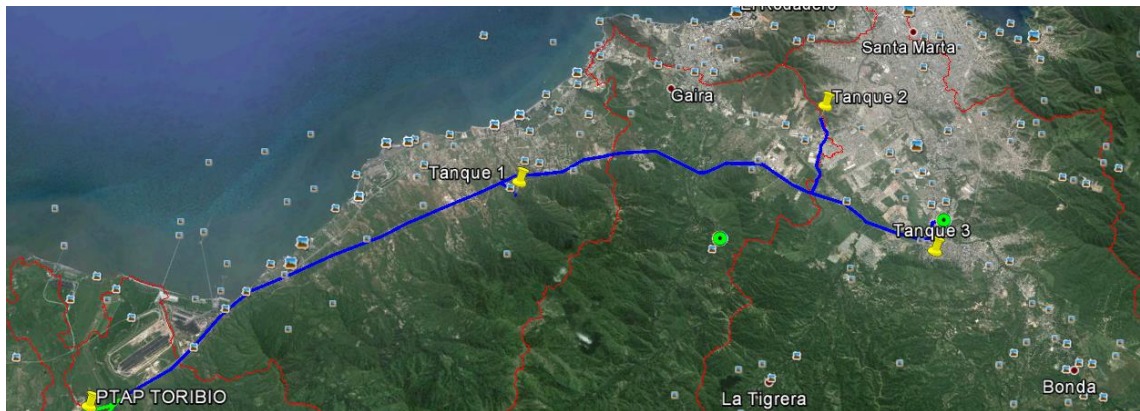 El Rodadero
Santa Marta
Gaira
Tanque 2
Tanque 1
Tanque 3
PTAP TORIBIO
La Tigrera
Bonda